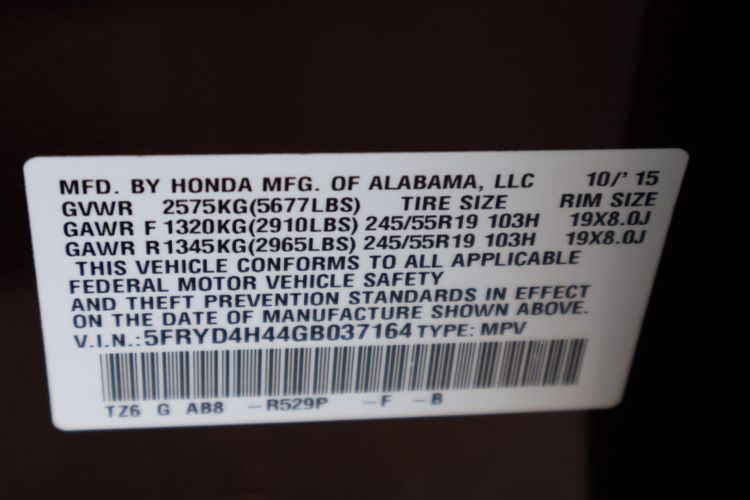 MFD. BY HONDA MFG. OF ALABAMA, LLC 10/'15
GVWR 2575KG(5677LBS) TIRE SIZE RIM SIZE
GAWR F 1320KG(2910LBS) 245/55R19 103H 19X8.0J
GAWR R1345KG(2965LBS) 245/55R19 103H 19X8.0J
THIS VEHICLE CONFORMS TO ALL APPLICABLE
FEDERAL MOTOR VEHICLE SAFETY
AND THEFT PREVENTION STANDARDS IN EFFECT
ON THE DATE OF MANUFACTURE SHOWN ABOVE.
V.I.N.:5FRYD4H44GB037164 TYPE: MPV
TZ6 G AB8 -R529P -F -B